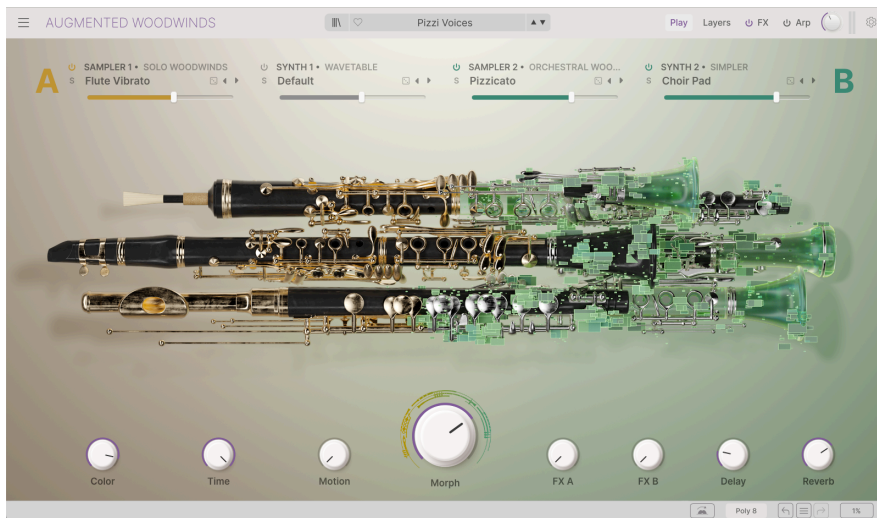 AUGMENTED WOODWINDS
Pizzi Voices
Play Layers FX Arp
A
SAMPLER 1 • SOLO WOODWINDS
S Flute Vibrato
SYNTH 1 • WAVETABLE
S Default
SAMPLER 2 • ORCHESTRAL WOO...
S Pizzicato
SYNTH 2 • SIMPLER
S Choir Pad
B
Color
Time
Motion
Morph
FX A
FX B
Delay
Reverb
Poly 8
1%